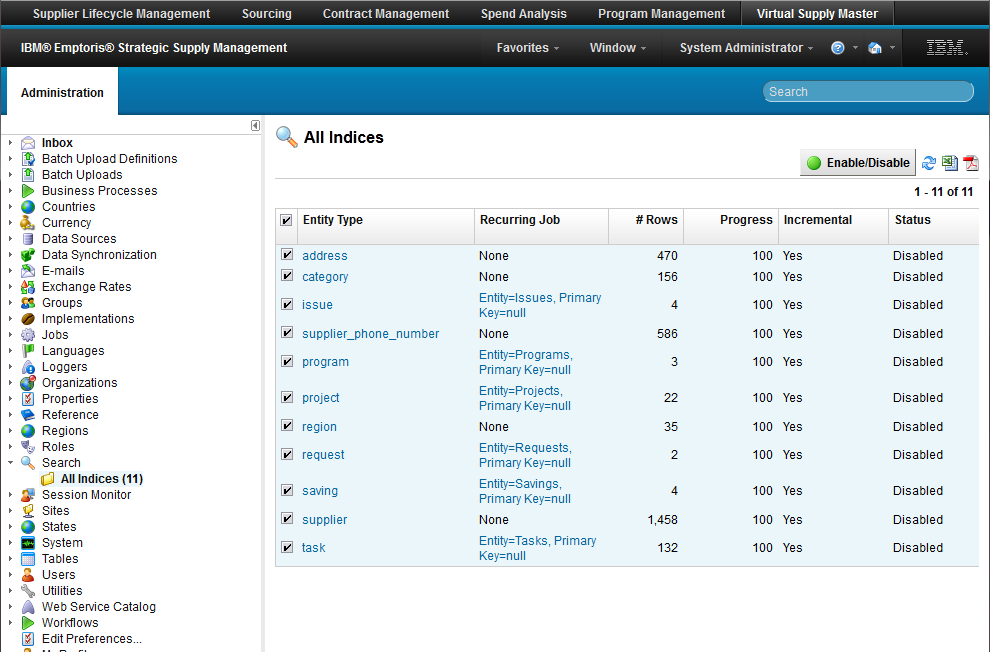 Supplier Lifecycle Management Sourcing Contract Management Spend Analysis Program Management Virtual Supply Master
IBM® Emptoris® Strategic Supply Management Favorites Window System Administrator IBM.
Administration Search
All Indices
Enable/Disable
1 - 11 of 11
Inbox
Batch Upload Definitions
Batch Uploads
Business Processes
Countries
Currency
Data Sources
Data Synchronization
E-mails
Exchange Rates
Groups
Implementations
Jobs
Languages
Loggers
Organizations
Properties
Reference
Regions
Roles
Search
All Indices (11)
Session Monitor
Sites
States
System
Tables
Users
Utilities
Web Service Catalog
Workflows
Edit Preferences...
Entity Type Recurring Job # Rows Progress Incremental Status
address None 470 100 Yes Disabled
category None 156 100 Yes Disabled
issue Entity=Issues, Primary 4 100 Yes Disabled
Key=null
supplier_phone_number None 586 100 Yes Disabled
program Entity=Programs, 3 100 Yes Disabled
Primary Key=null
project Entity=Projects, 22 100 Yes Disabled
Primary Key=null
region None 35 100 Yes Disabled
request Entity=Requests, 2 100 Yes Disabled
Primary Key=null
saving Entity=Savings, 4 100 Yes Disabled
Primary Key=null
supplier None 1,458 100 Yes Disabled
task Entity=Tasks, Primary 132 100 Yes Disabled
Key=null